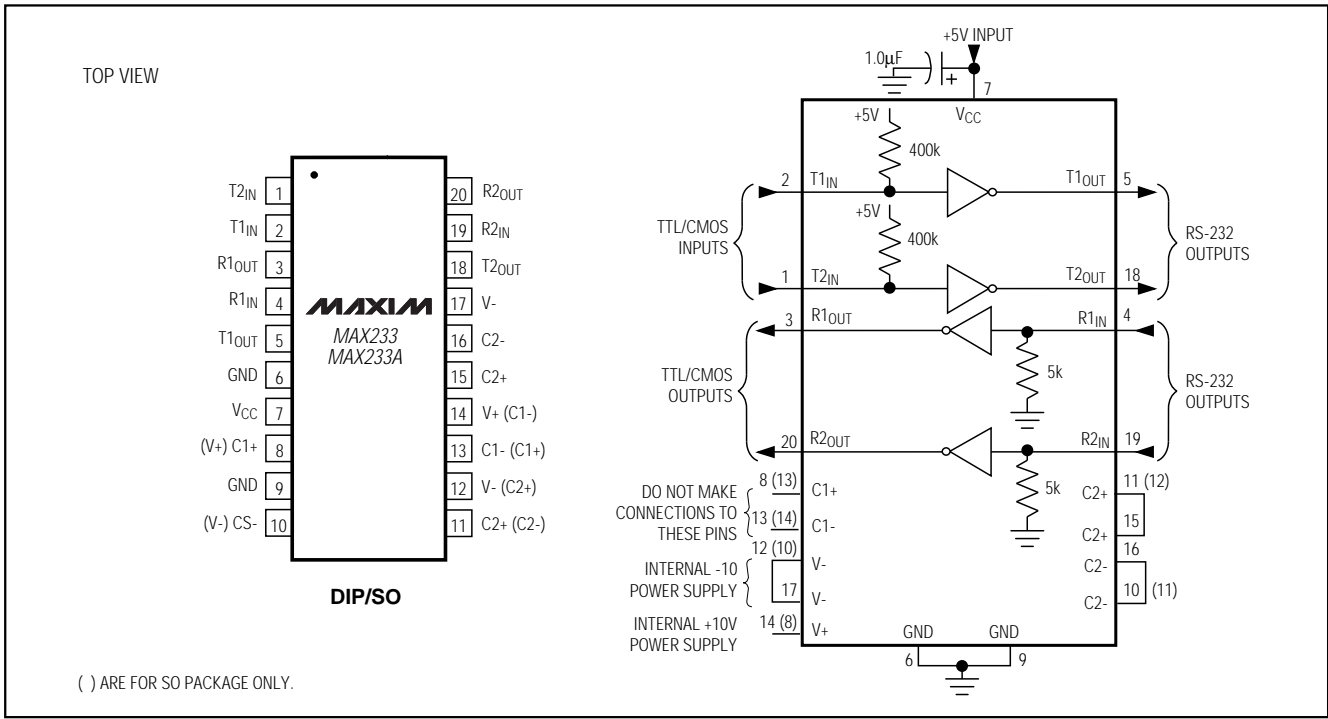 TOP VIEW
T2IN 1
T1IN 2
R1OUT 3
R1IN 4
T1OUT 5
GND 6
VCC 7
(V+) C1+ 8
GND 9
(V-) CS- 10
MAXIM
MAX233
MAX233A
20 R2OUT
19 R2IN
18 T2OUT
17 V-
16 C2-
15 C2+
14 V+ (C1-)
13 C1- (C1+)
12 V- (C2+)
11 C2+ (C2-)
DIP/SO
( ) ARE FOR SO PACKAGE ONLY.
+5V INPUT
1.0μF
+
7
VCC
+5V
400k
2 T1IN
T1OUT 5
+5V
400k
TTL/CMOS
INPUTS
RS-232
OUTPUTS
1 T2IN
T2OUT 18
3 R1OUT
R1IN 4
5k
TTL/CMOS
OUTPUTS
RS-232
OUTPUTS
20 R2OUT
R2IN 19
5k
DO NOT MAKE
CONNECTIONS TO
THESE PINS
8 (13) C1+
13 (14) C1-
INTERNAL -10
POWER SUPPLY
12 (10) V-
17 V-
INTERNAL +10V
POWER SUPPLY
14 (8) V+
C2+ 11 (12)
C2+ 15
C2- 16
C2- 10 (11)
GND GND
6 9